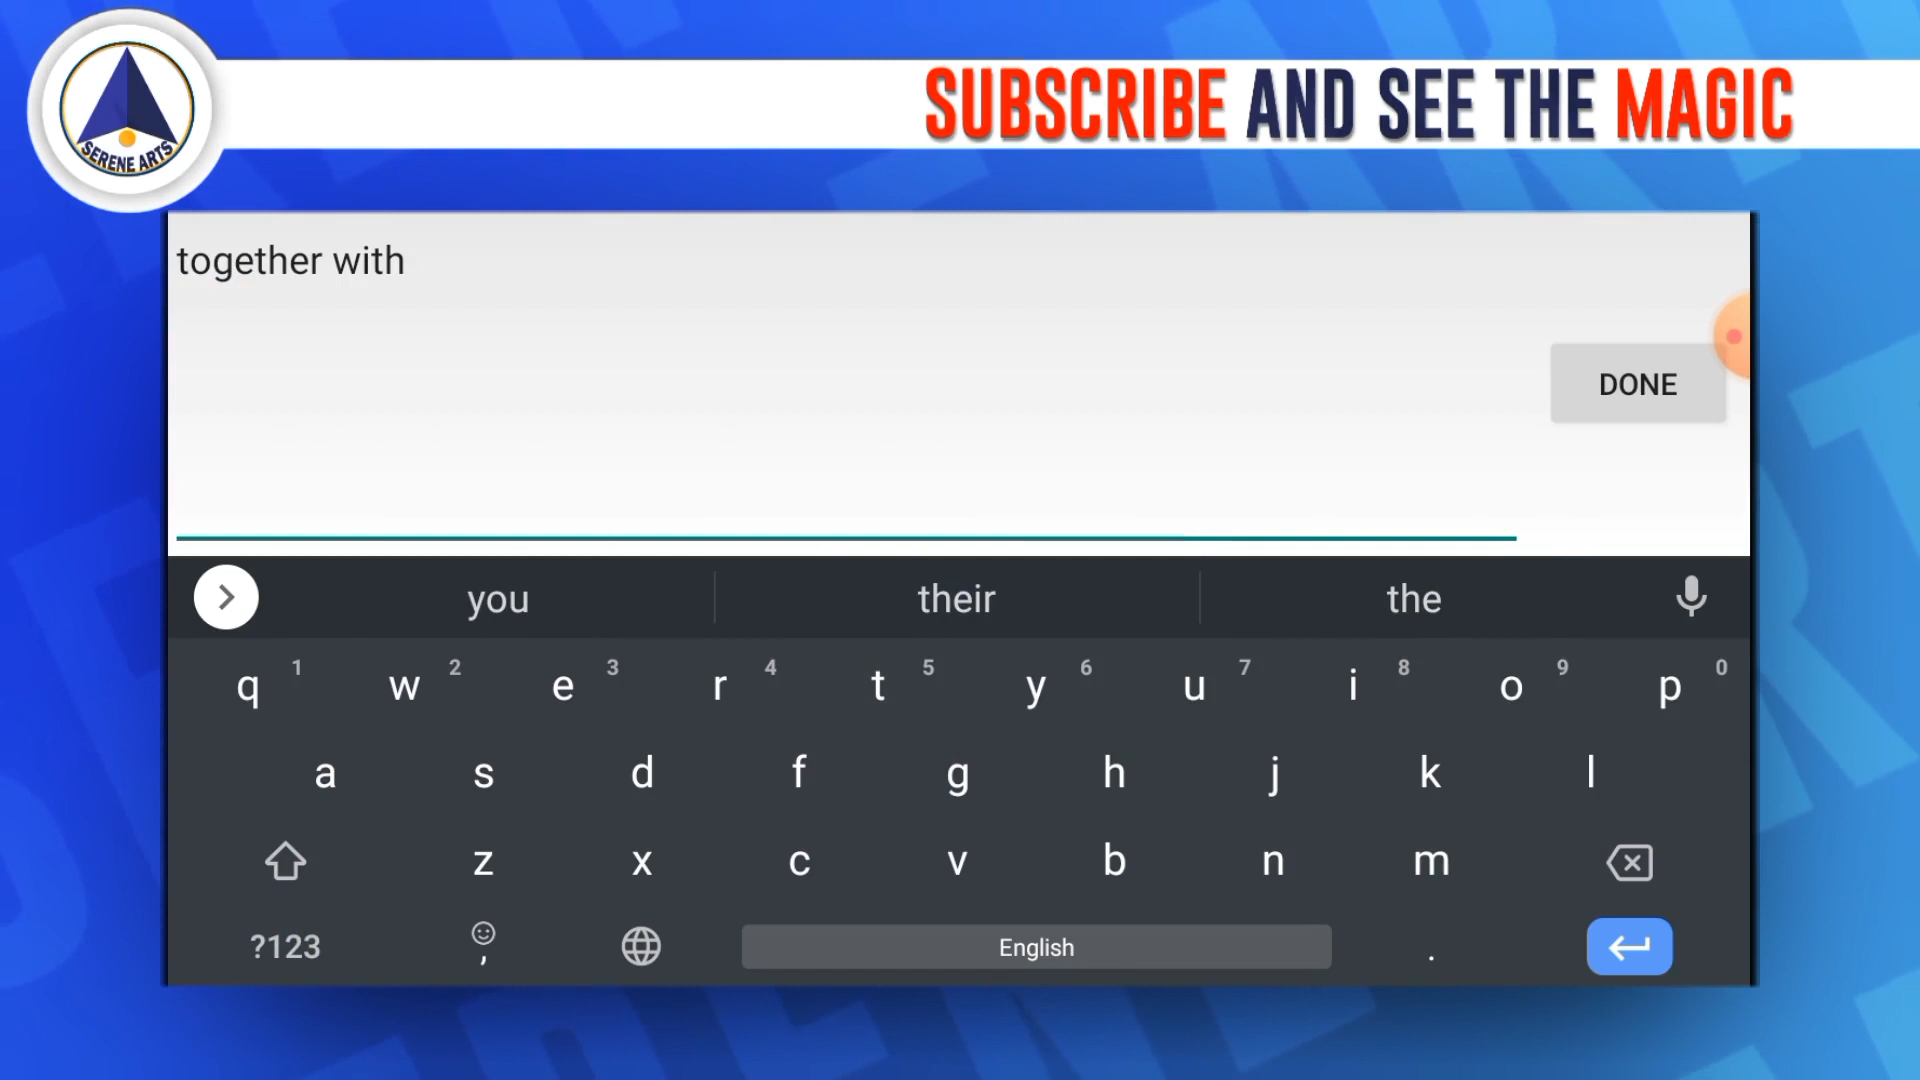 SERENE ARTS
SUBSCRIBE AND SEE THE MAGIC
together with
DONE
you their the
q 1 w 2 e 3 r 4 t 5 y 6 u 7 i 8 o 9 p 0
a s d f g h j k l
z x c v b n m
?123 , English .